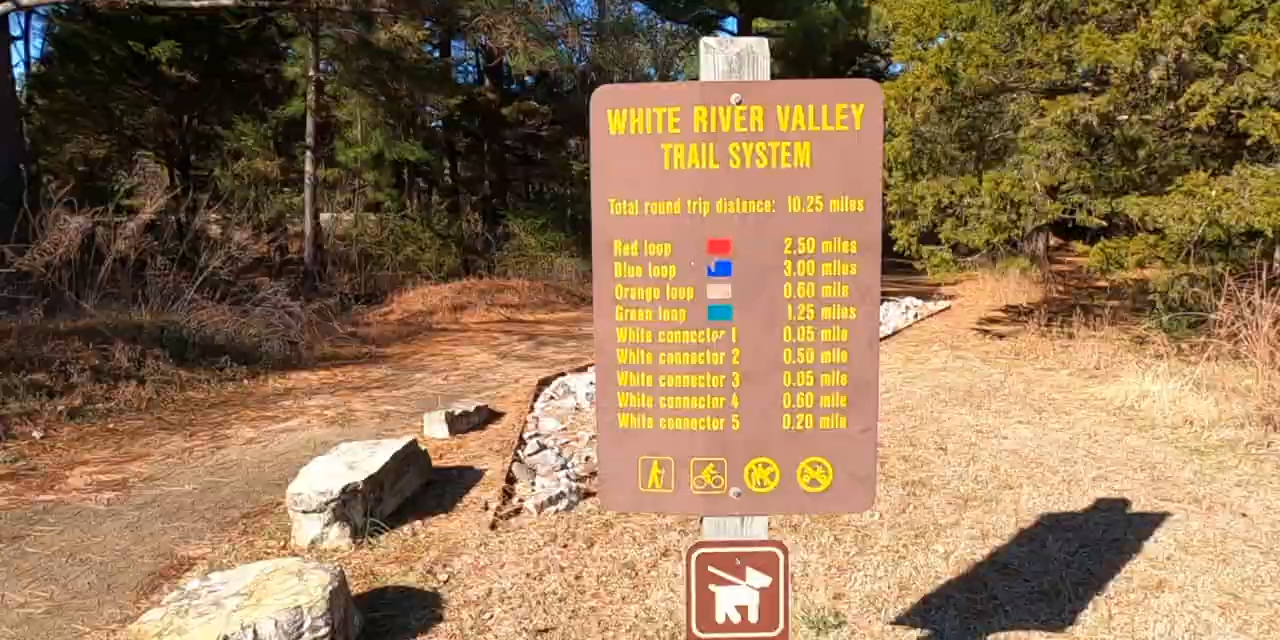 WHITE RIVER VALLEY
TRAIL SYSTEM
Total round trip distance: 10.25 miles
Red loop 2.50 miles
Blue loop 3.00 miles
Orange loop 0.60 mile
Green loop 1.25 miles
White connector 1 0.05 mile
White connector 2 0.50 mile
White connector 3 0.05 mile
White connector 4 0.60 mile
White connector 5 0.20 mile